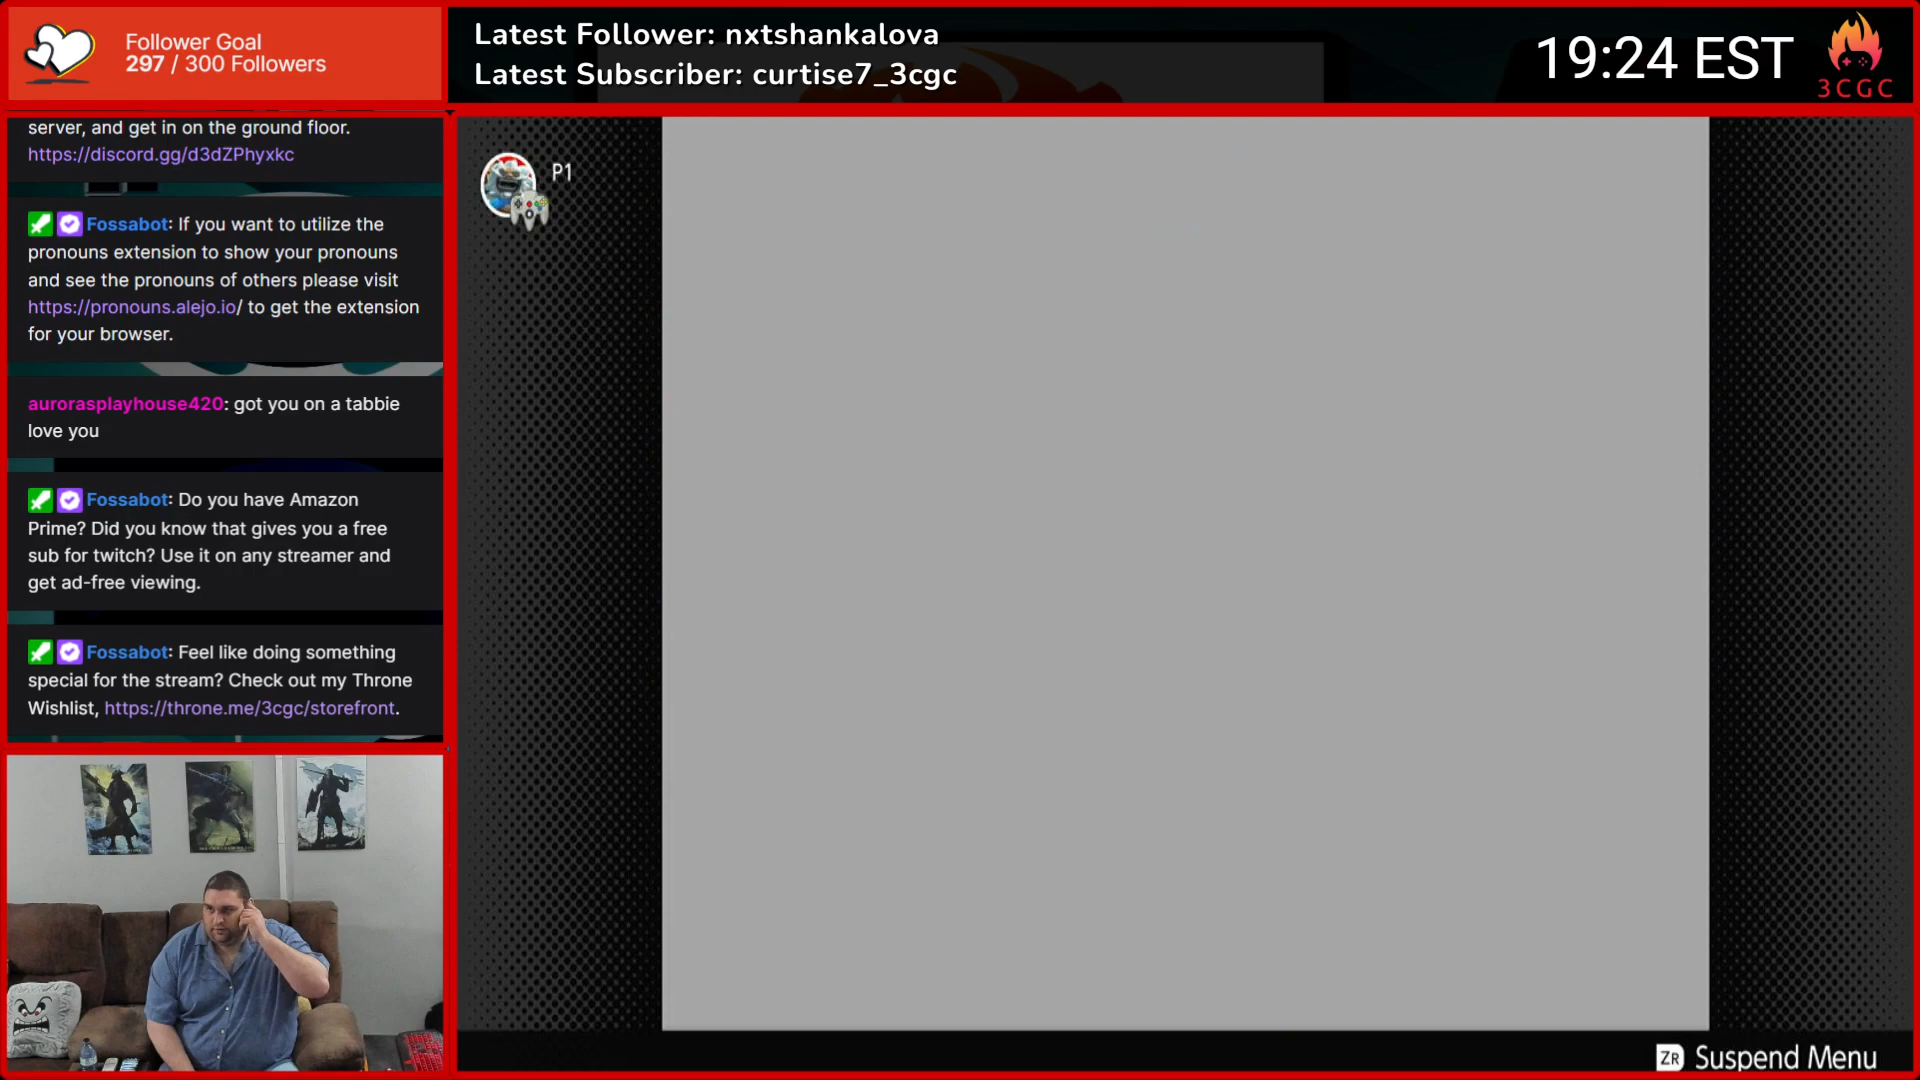 Follower Goal
297 / 300 Followers
Latest Follower: nxtshankalova
Latest Subscriber: curtise7_3cgc
19:24 EST
3CGC
server, and get in on the ground floor.
https://discord.gg/d3dZPhyxkc
Fossabot: If you want to utilize the
pronouns extension to show your pronouns
and see the pronouns of others please visit
https://pronouns.alejo.io/ to get the extension
for your browser.
aurorasplayhouse420: got you on a tabbie
love you
Fossabot: Do you have Amazon
Prime? Did you know that gives you a free
sub for twitch? Use it on any streamer and
get ad-free viewing.
Fossabot: Feel like doing something
special for the stream? Check out my Throne
Wishlist, https://throne.me/3cgc/storefront.
P1
ZR Suspend Menu